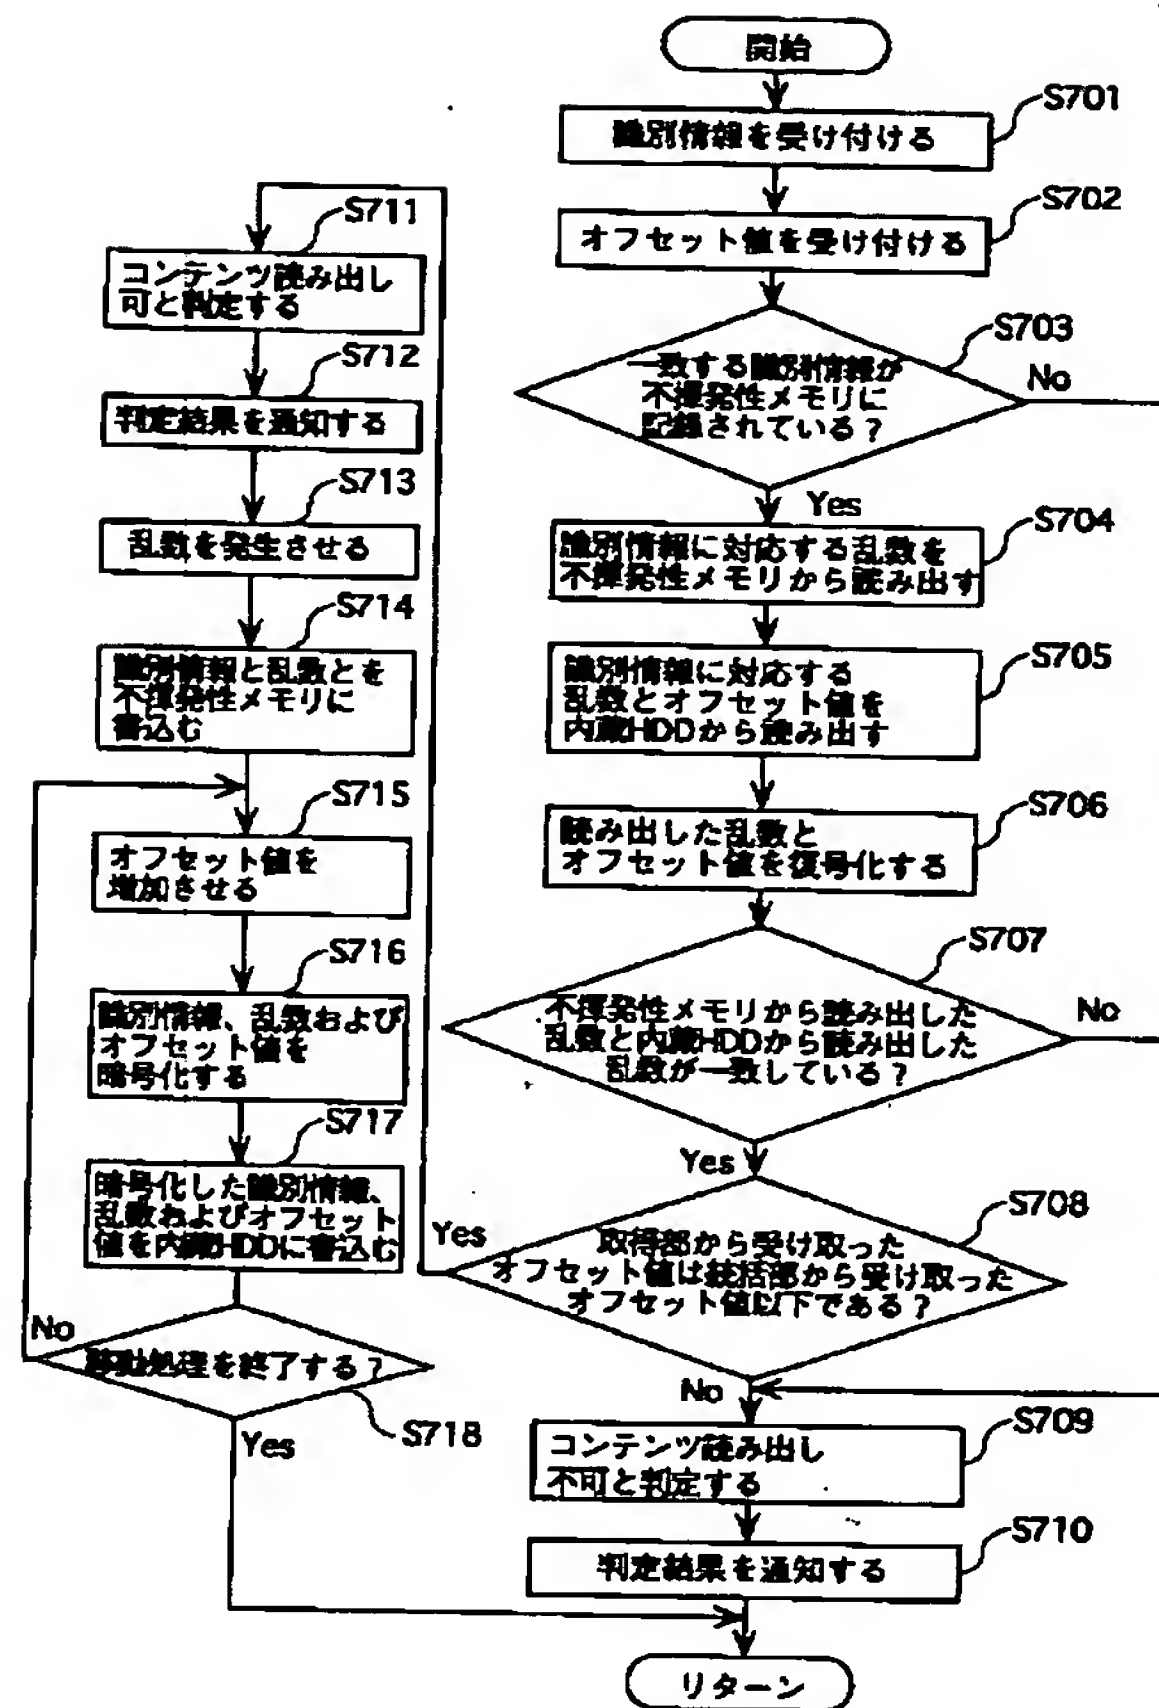 開始
S701
識別情報を受け付ける
S702
オフセット値を受け付ける
S703
一致する識別情報が
不揮発性メモリに
記録されている？
No
Yes
S704
識別情報に対応する乱数を
不揮発性メモリから読み出す
S705
識別情報に対応する
乱数とオフセット値を
内蔵HDDから読み出す
S706
読み出した乱数と
オフセット値を復号化する
S707
不揮発性メモリから読み出した
乱数と内蔵HDDから読み出した
乱数が一致している？
No
Yes
S708
取得部から受け取った
オフセット値は統括部から受け取った
オフセット値以下である？
Yes
No
S709
コンテンツ読み出し
不可と判定する
S710
判定結果を通知する
S711
コンテンツ読み出し
可と判定する
S712
判定結果を通知する
S713
乱数を発生させる
S714
識別情報と乱数とを
不揮発性メモリに
書込む
S715
オフセット値を
増加させる
S716
識別情報、乱数および
オフセット値を
暗号化する
S717
暗号化した識別情報、
乱数およびオフセット
値を内蔵HDDに書込む
No
移動処理を終了する？
S718
Yes
リターン